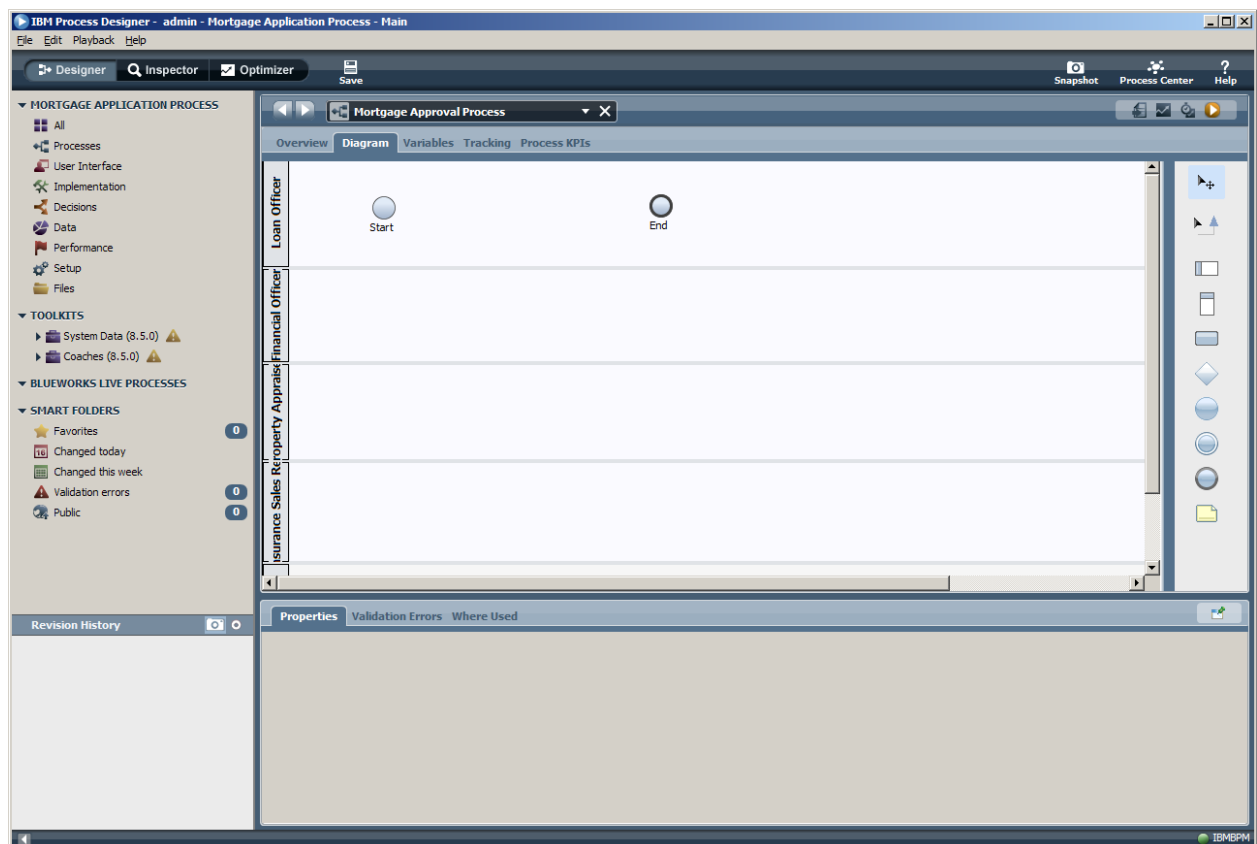 IBM Process Designer - admin - Mortgage Application Process - Main
File Edit Playback Help
Designer Inspector Optimizer Save Snapshot Process Center Help
MORTGAGE APPLICATION PROCESS
All
Processes
User Interface
Implementation
Decisions
Data
Performance
Setup
Files
TOOLKITS
System Data (8.5.0)
Coaches (8.5.0)
BLUEWORKS LIVE PROCESSES
SMART FOLDERS
Favorites 0
Changed today
Changed this week
Validation errors 0
Public 0
Revision History
Mortgage Approval Process
Overview Diagram Variables Tracking Process KPIs
Loan Officer
Start
End
Financial Officer
roperty Appraise
surance Sales Re
Properties Validation Errors Where Used
IBMBPM